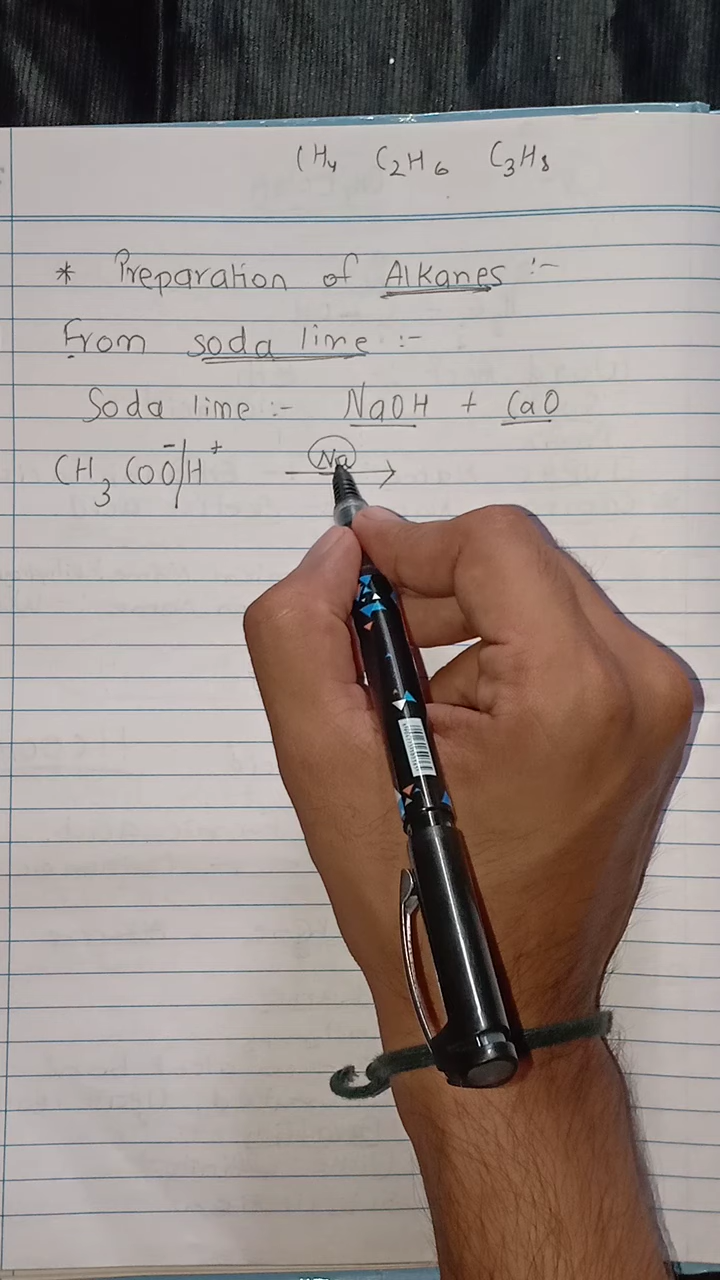 CH4 C2H6 C3H8
* Preparation of Alkanes :-
From soda lime :-
Soda lime :- NaOH + CaO
CH3COO⁻/H⁺ Na →